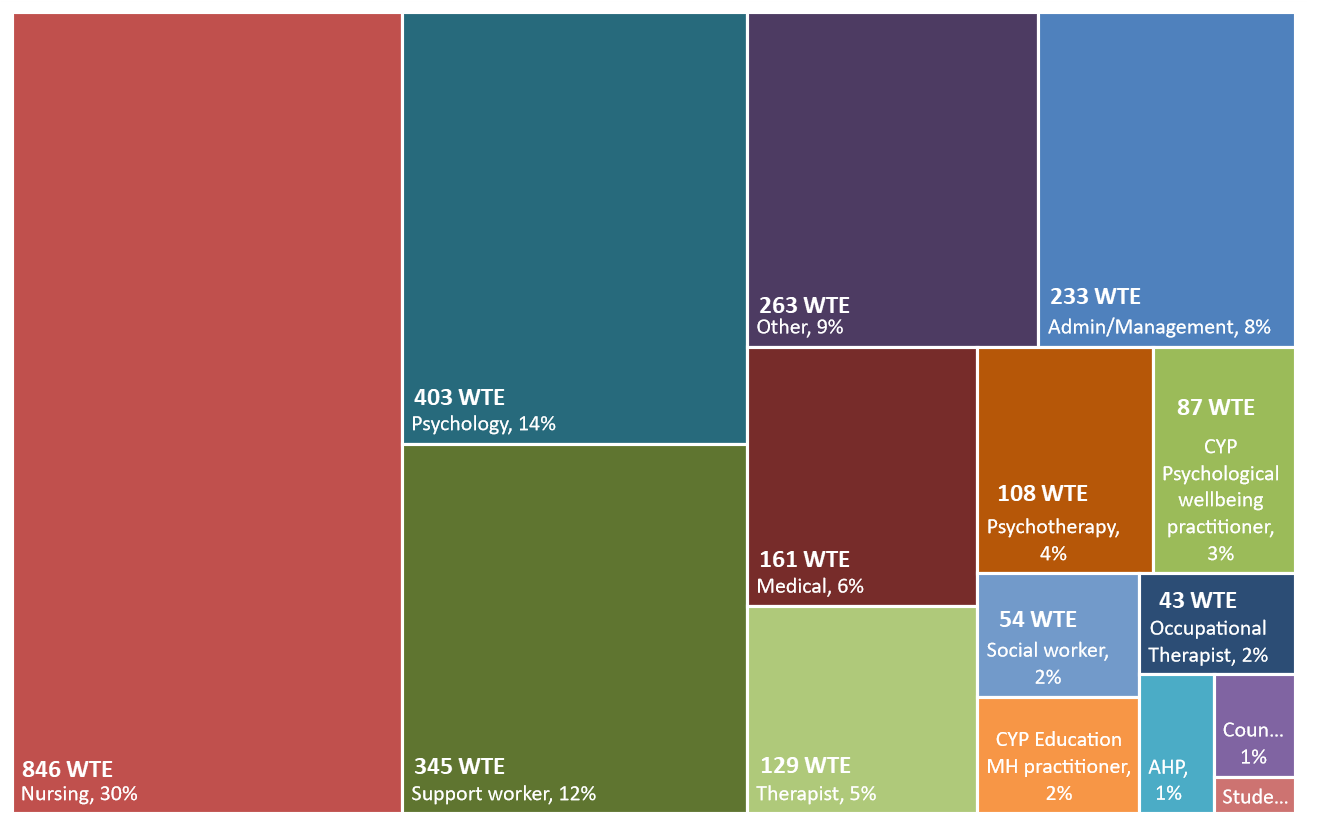 846 WTE
Nursing, 30%
403 WTE
Psychology, 14%
345 WTE
Support worker, 12%
263 WTE
Other, 9%
233 WTE
Admin/Management, 8%
161 WTE
Medical, 6%
129 WTE
Therapist, 5%
108 WTE
Psychotherapy,
4%
87 WTE
CYP
Psychological
wellbeing
practitioner,
3%
54 WTE
Social worker,
2%
CYP Education
MH practitioner,
2%
43 WTE
Occupational
Therapist, 2%
AHP,
1%
Coun...
1%
Stude...